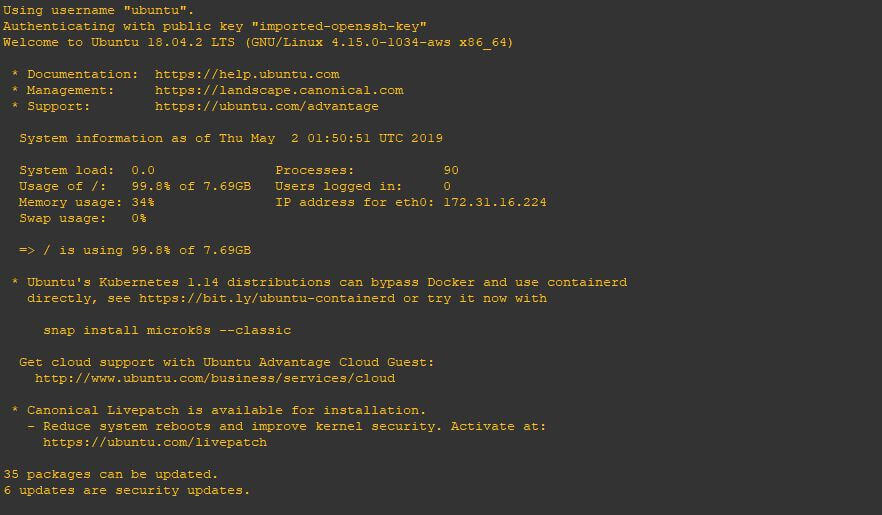 Using username "ubuntu".
Authenticating with public key "imported-openssh-key"
Welcome to Ubuntu 18.04.2 LTS (GNU/Linux 4.15.0-1034-aws x86_64)
* Documentation: https://help.ubuntu.com
* Management: https://landscape.canonical.com
* Support: https://ubuntu.com/advantage
System information as of Thu May 2 01:50:51 UTC 2019
System load: 0.0 Processes: 90
Usage of /: 99.8% of 7.69GB Users logged in: 0
Memory usage: 34% IP address for eth0: 172.31.16.224
Swap usage: 0%
=> / is using 99.8% of 7.69GB
* Ubuntu's Kubernetes 1.14 distributions can bypass Docker and use containerd
directly, see https://bit.ly/ubuntu-containerd or try it now with
snap install microk8s --classic
Get cloud support with Ubuntu Advantage Cloud Guest:
http://www.ubuntu.com/business/services/cloud
* Canonical Livepatch is available for installation.
- Reduce system reboots and improve kernel security. Activate at:
https://ubuntu.com/livepatch
35 packages can be updated.
6 updates are security updates.